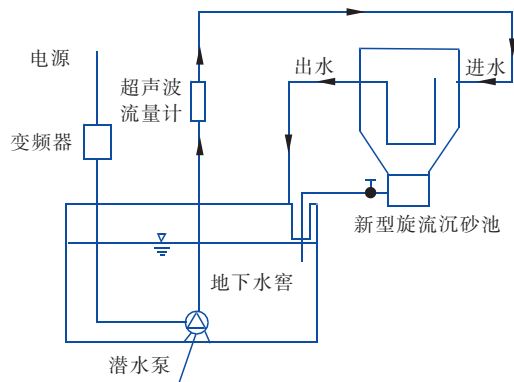 电源
超声波
流量计
出水
进水
变频器
新型旋流沉砂池
地下水窖
潜水泵